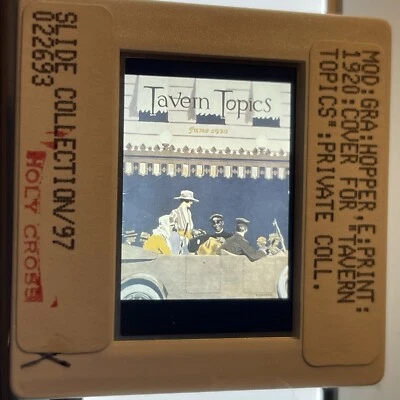 SLIDE COLLECTION/97
022693
HOLY CROSS
Tavern Topics
June 1920
MOD:GRA:HOPPER,E:PRINT:
1920:COVER FOR 'TAVERN
TOPICS':PRIVATE COLL.